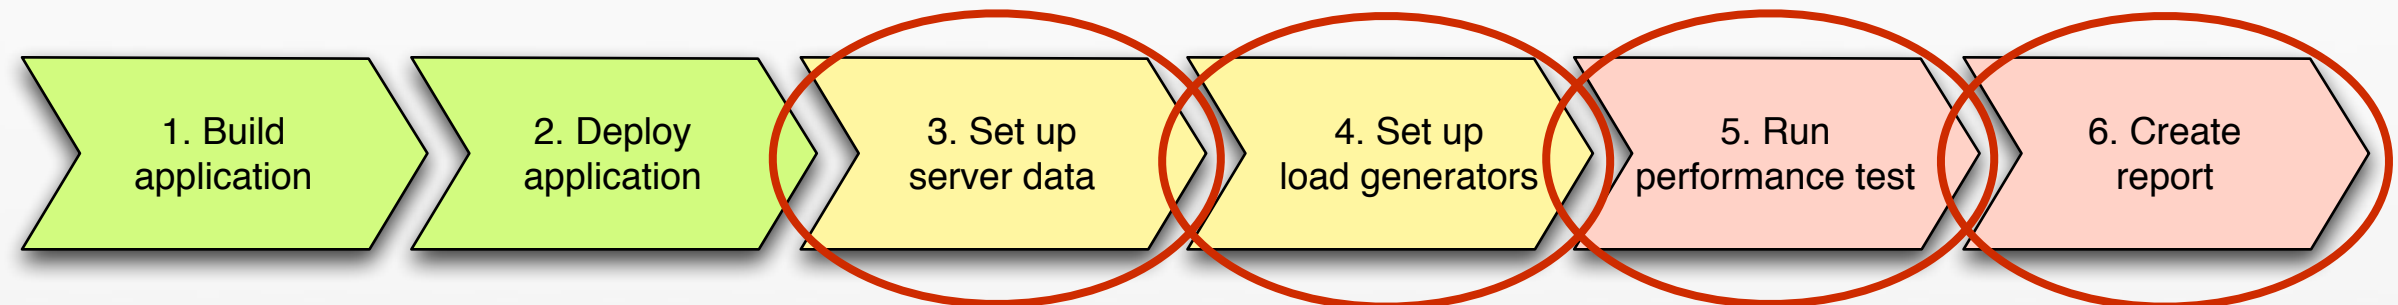 1. Build
application
2. Deploy
application
3. Set up
server data
4. Set up
load generators
5. Run
performance test
6. Create
report